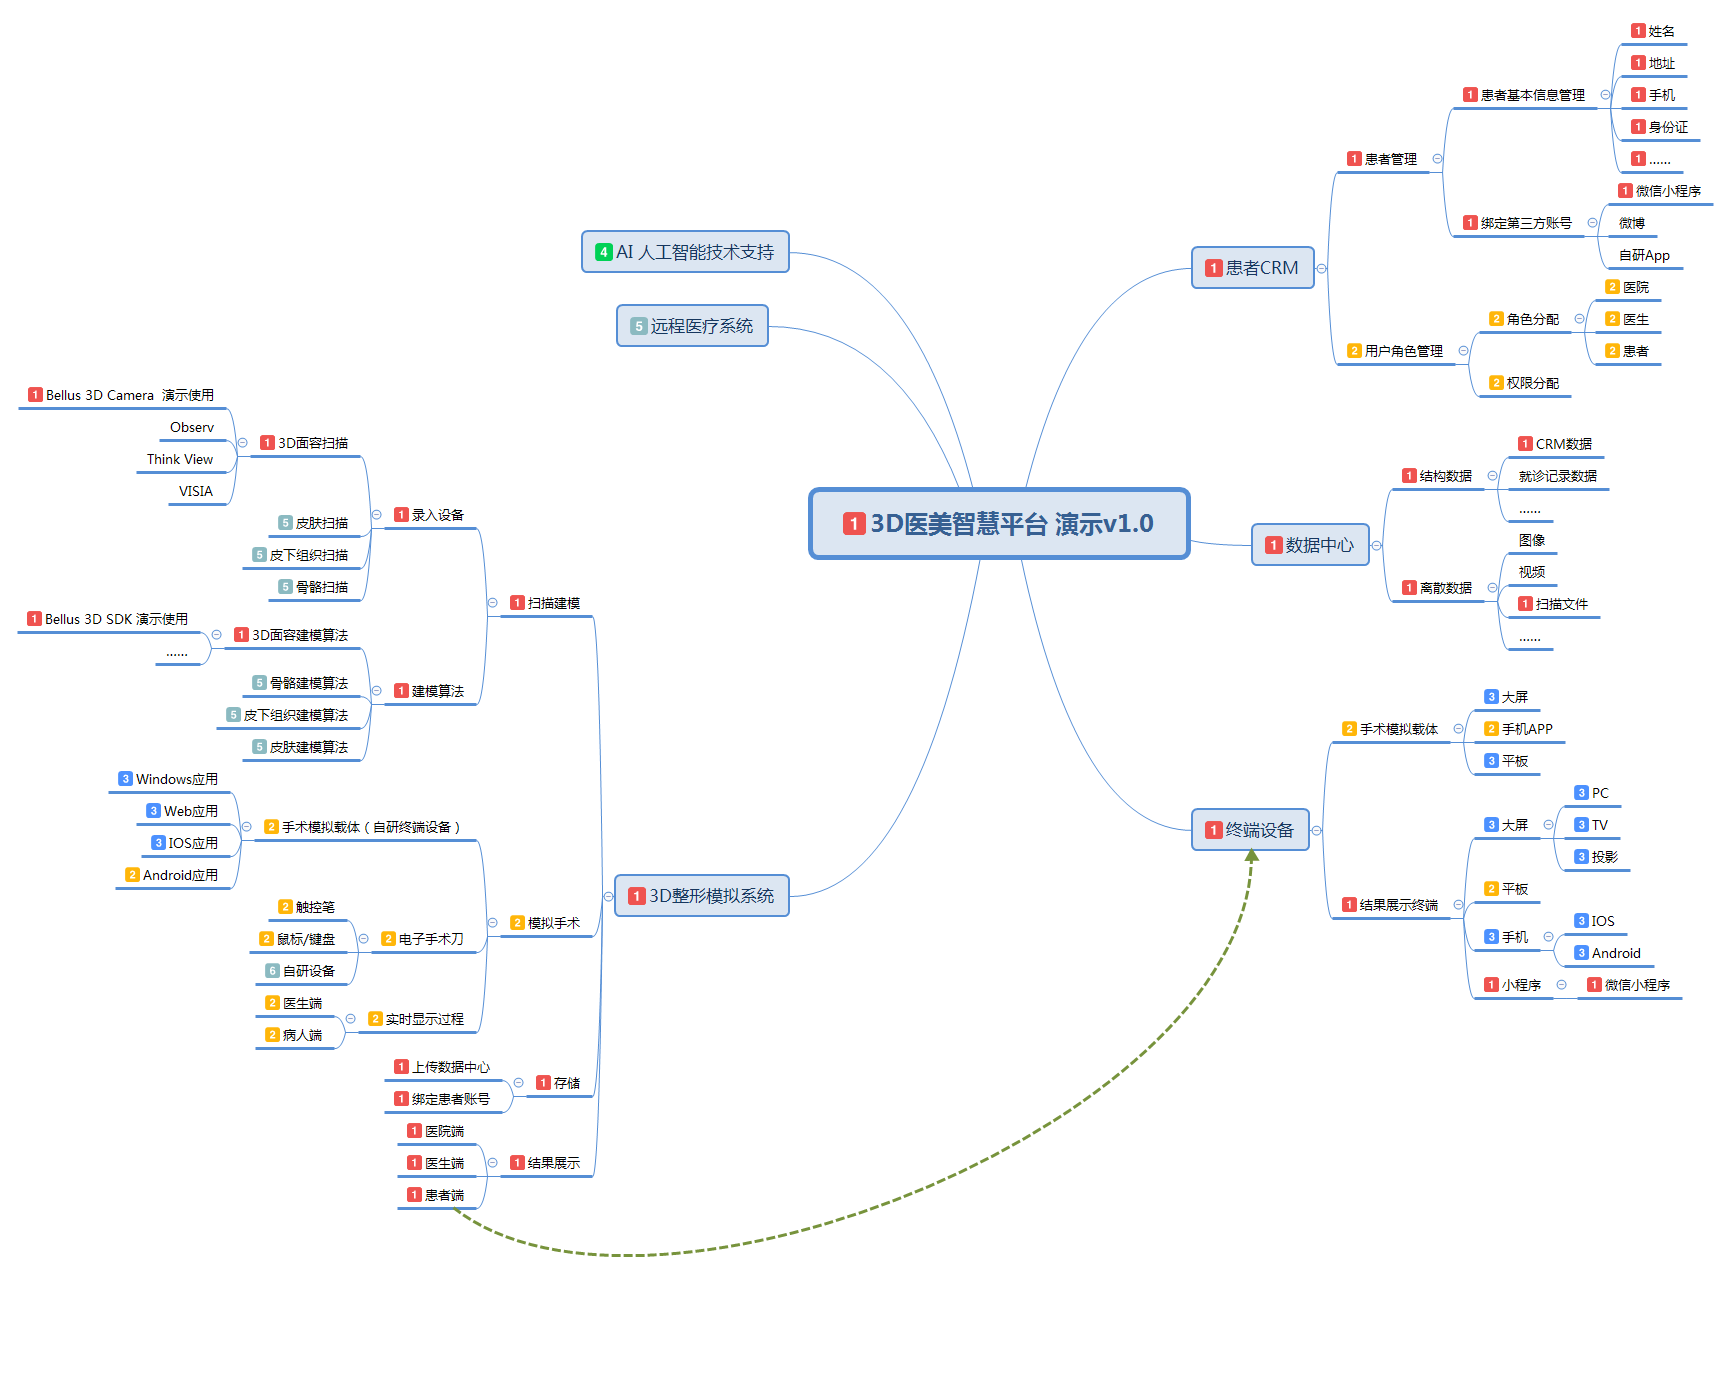 1 3D医美智慧平台 演示v1.0
1 患者CRM
1 患者管理
1 患者基本信息管理
1 姓名
1 地址
1 手机
1 身份证
1 ......
1 绑定第三方账号
1 微信小程序
微博
自研App
2 用户角色管理
2 角色分配
2 医院
2 医生
2 患者
2 权限分配
1 数据中心
1 结构数据
1 CRM数据
就诊记录数据
......
1 离散数据
图像
视频
1 扫描文件
......
1 终端设备
2 手术模拟载体
3 大屏
2 手机APP
3 平板
1 结果展示终端
3 大屏
3 PC
3 TV
3 投影
2 平板
3 手机
3 IOS
3 Android
1 小程序
1 微信小程序
4 AI 人工智能技术支持
5 远程医疗系统
1 3D整形模拟系统
1 扫描建模
1 录入设备
1 3D面容扫描
1 Bellus 3D Camera 演示使用
Observ
Think View
VISIA
5 皮肤扫描
5 皮下组织扫描
5 骨骼扫描
1 建模算法
1 3D面容建模算法
1 Bellus 3D SDK 演示使用
......
5 骨骼建模算法
5 皮下组织建模算法
5 皮肤建模算法
2 模拟手术
2 手术模拟载体（自研终端设备）
3 Windows应用
3 Web应用
3 IOS应用
2 Android应用
2 电子手术刀
2 触控笔
2 鼠标/键盘
6 自研设备
2 实时显示过程
2 医生端
2 病人端
1 存储
1 上传数据中心
1 绑定患者账号
1 结果展示
1 医院端
1 医生端
1 患者端